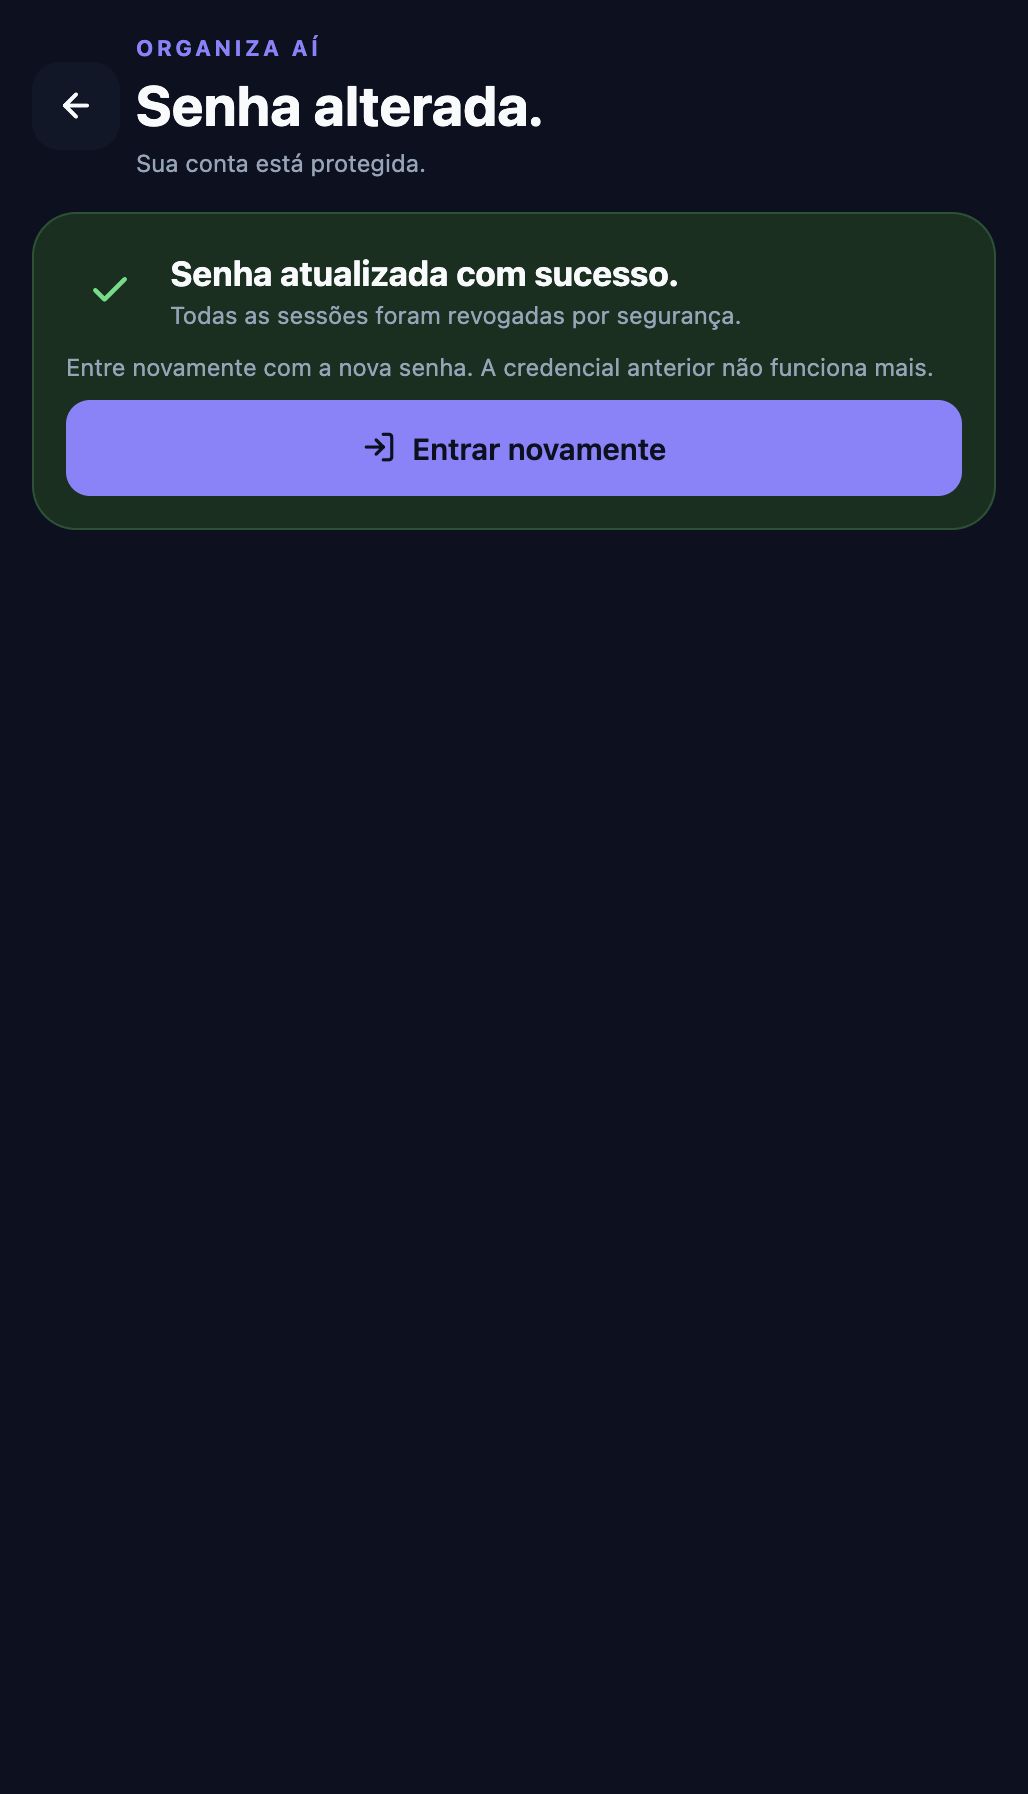 ORGANIZA AÍ
Senha alterada.
Sua conta está protegida.
Senha atualizada com sucesso.
Todas as sessões foram revogadas por segurança.
Entre novamente com a nova senha. A credencial anterior não funciona mais.
Entrar novamente